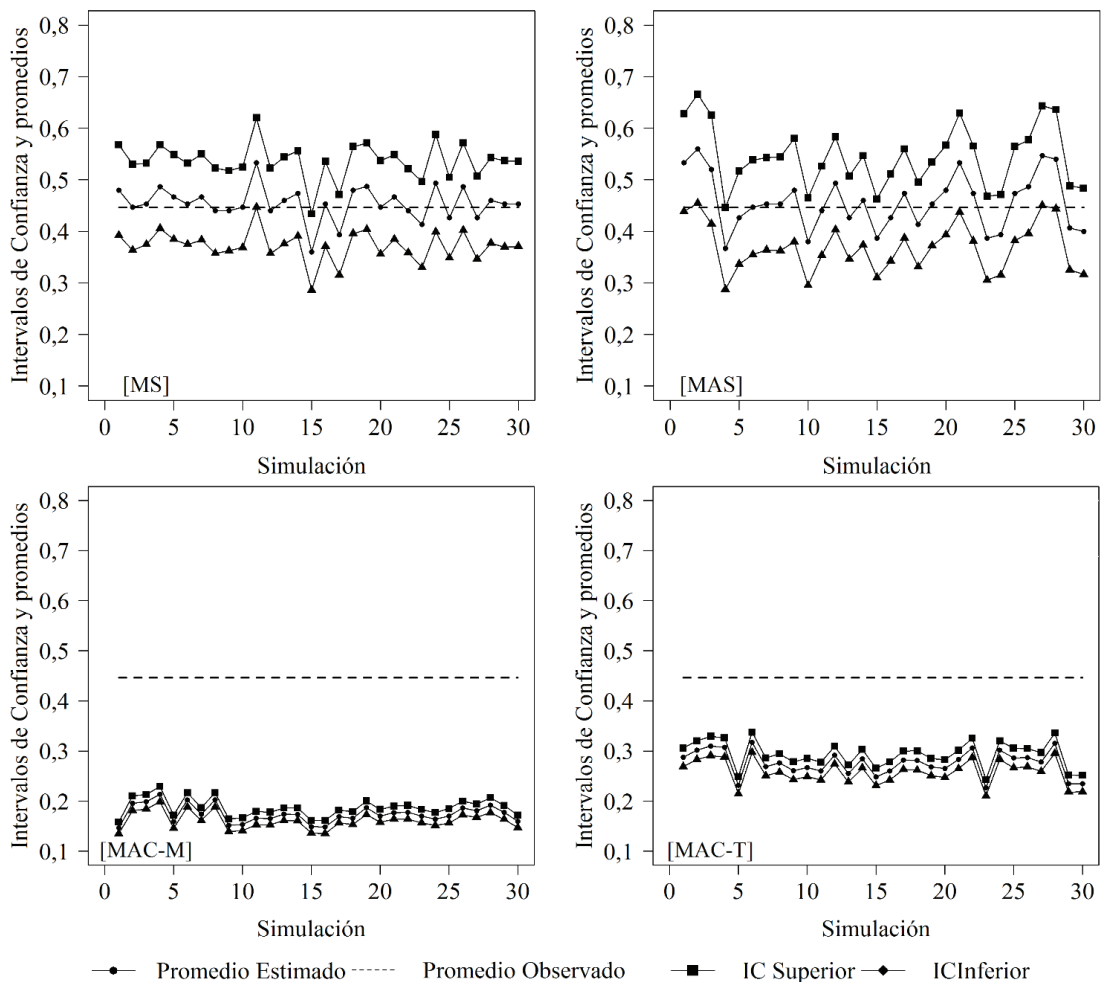 Intervalos de Confianza y promedios
0,8
0,7
0,6
0,5
0,4
0,3
0,2
0,1
[MS]
0 5 10 15 20 25 30
Simulación
Intervalos de Confianza y promedios
0,8
0,7
0,6
0,5
0,4
0,3
0,2
0,1
[MAS]
0 5 10 15 20 25 30
Simulación
Intervalos de Confianza y promedios
0,8
0,7
0,6
0,5
0,4
0,3
0,2
0,1
[MAC-M]
0 5 10 15 20 25 30
Simulación
Intervalos de Confianza y promedios
0,8
0,7
0,6
0,5
0,4
0,3
0,2
0,1
[MAC-T]
0 5 10 15 20 25 30
Simulación
Promedio Estimado Promedio Observado IC Superior ICInferior